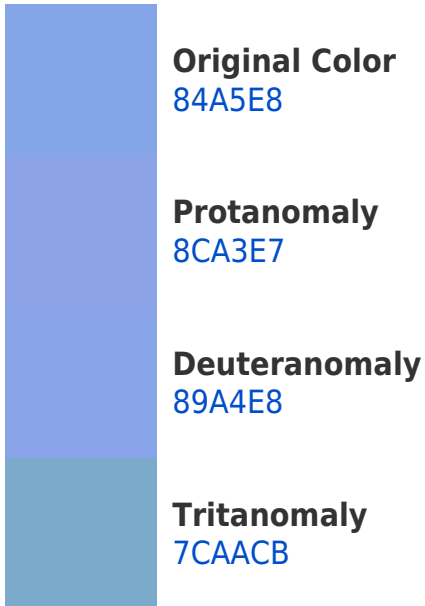 Original Color
84A5E8
Protanomaly
8CA3E7
Deuteranomaly
89A4E8
Tritanomaly
7CAACB